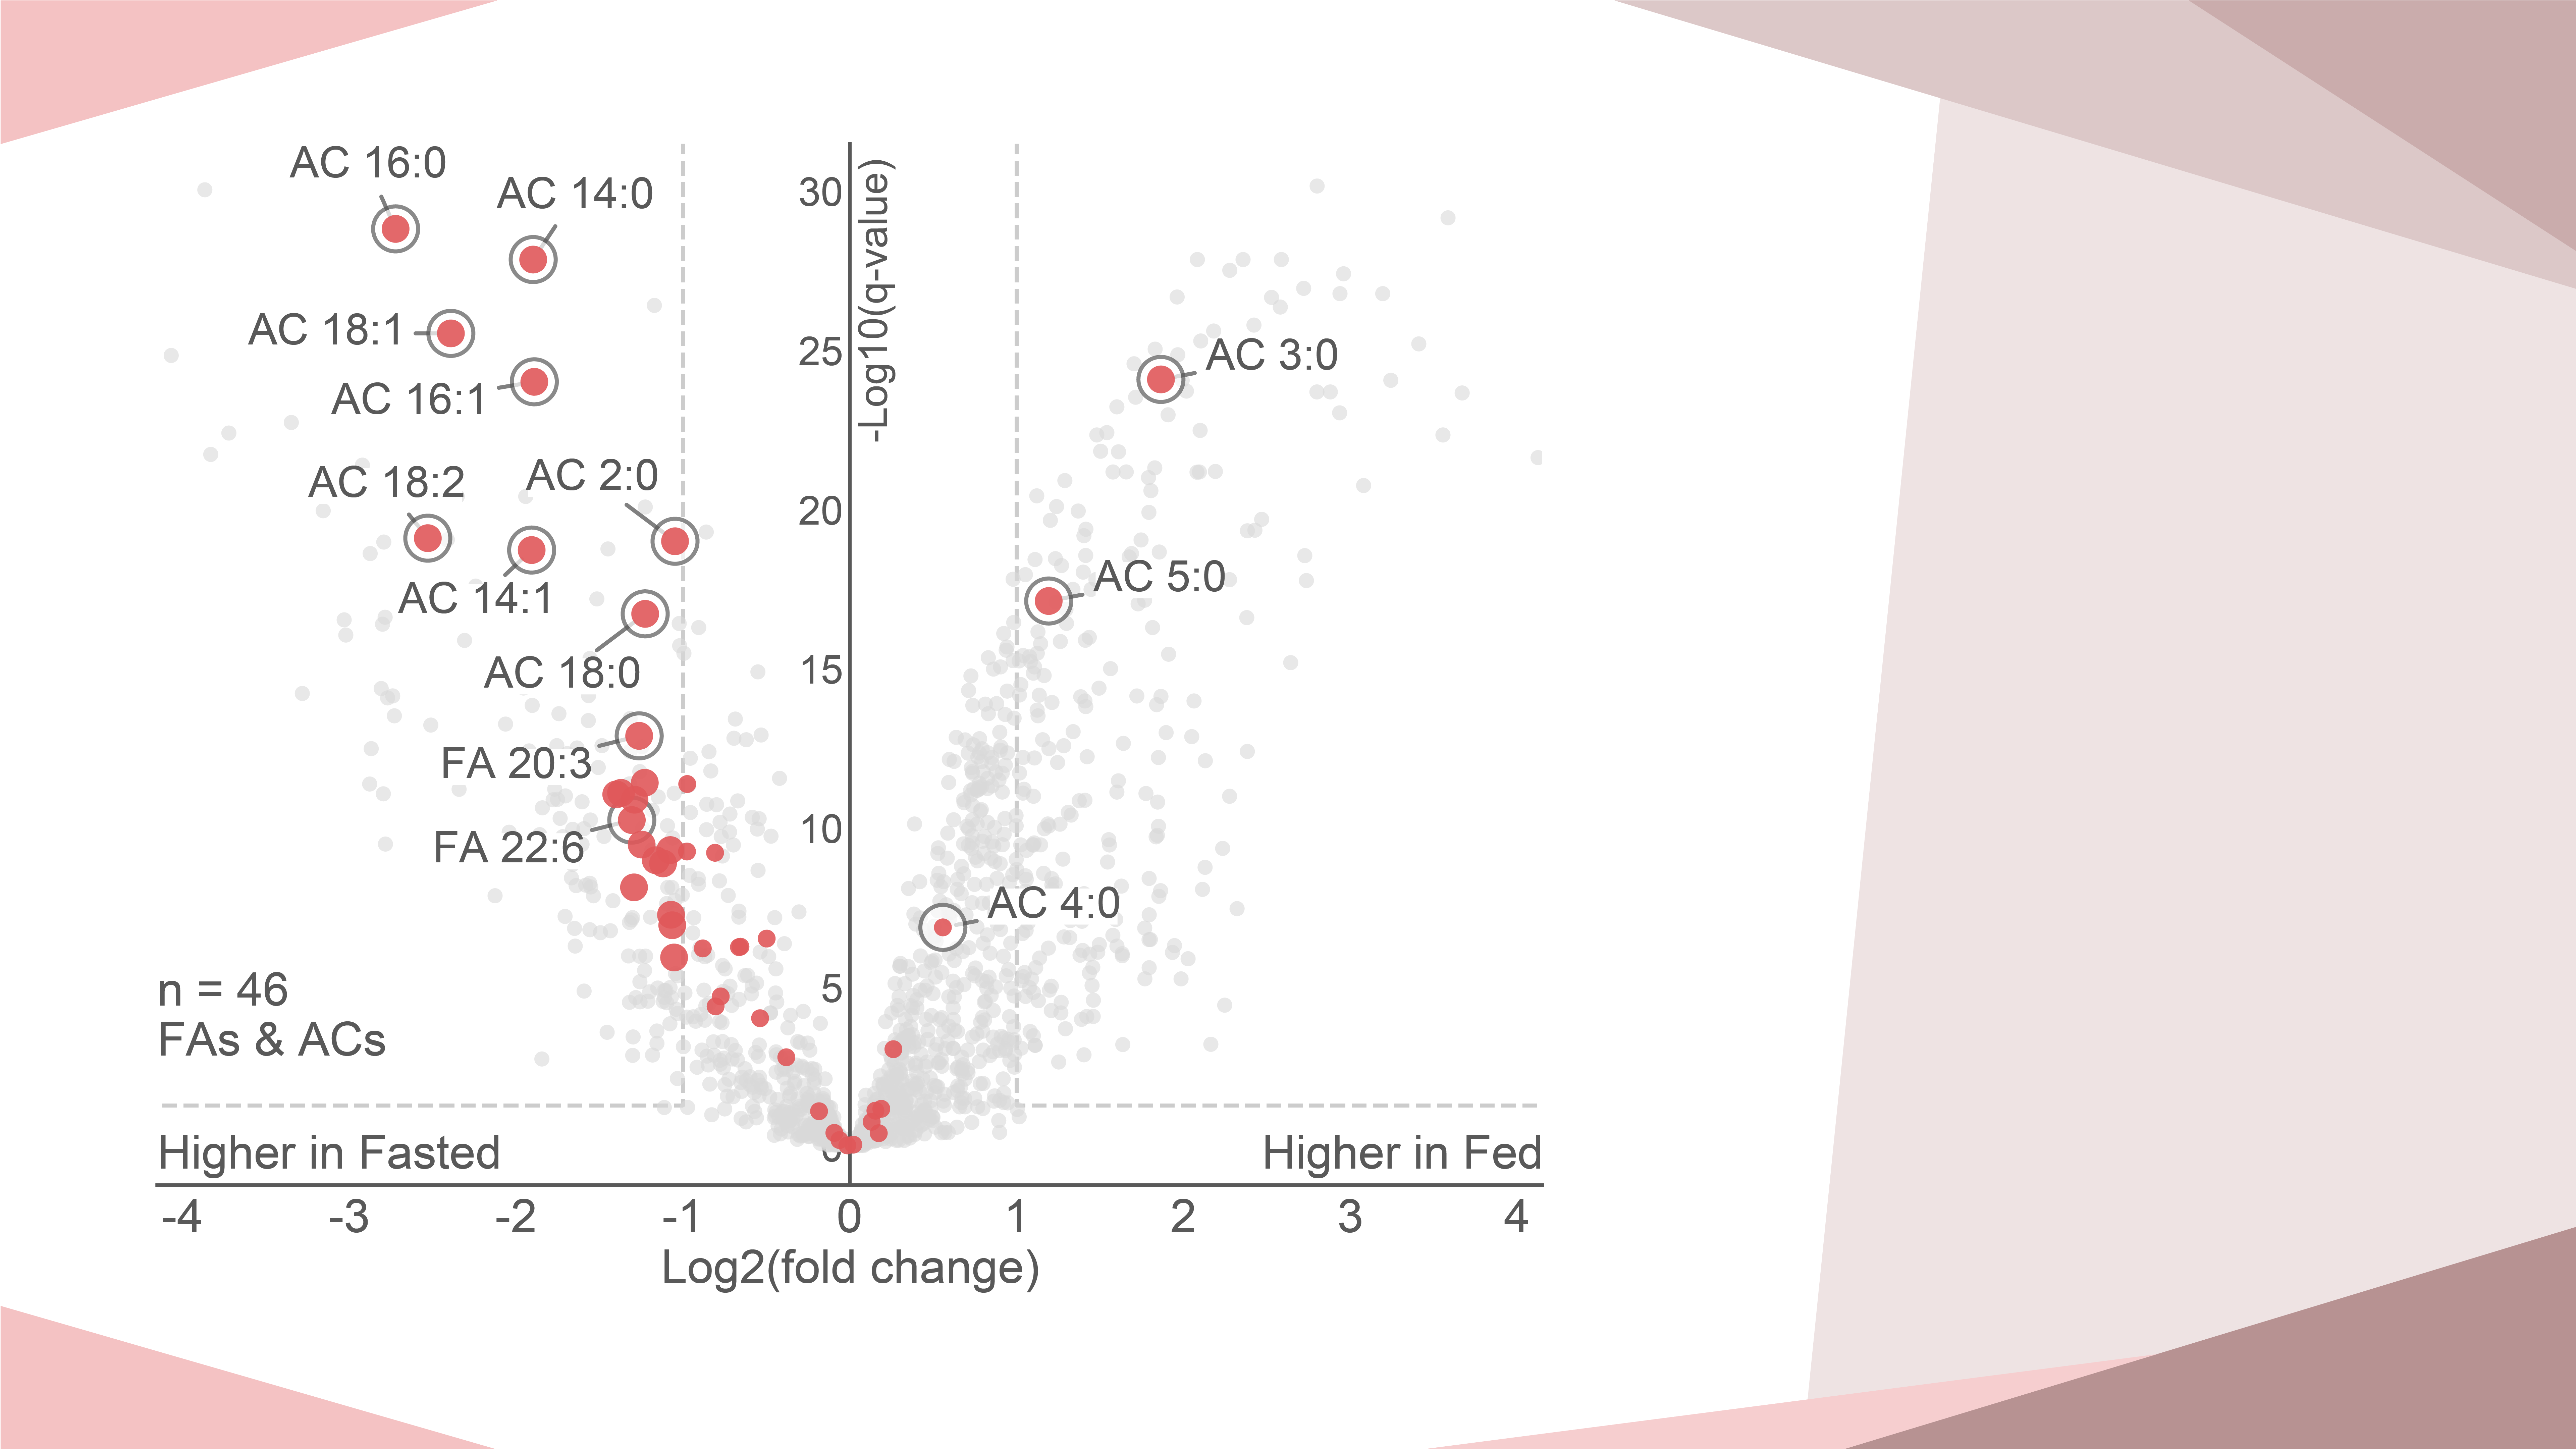 AC 16:0
AC 14:0
AC 18:1
AC 16:1
AC 18:2
AC 2:0
AC 14:1
AC 18:0
FA 20:3
FA 22:6
AC 3:0
AC 5:0
AC 4:0
-Log10(q-value)
30
25
20
15
10
5
0
n = 46
FAs & ACs
Higher in Fasted
Higher in Fed
-4 -3 -2 -1 0 1 2 3 4
Log2(fold change)